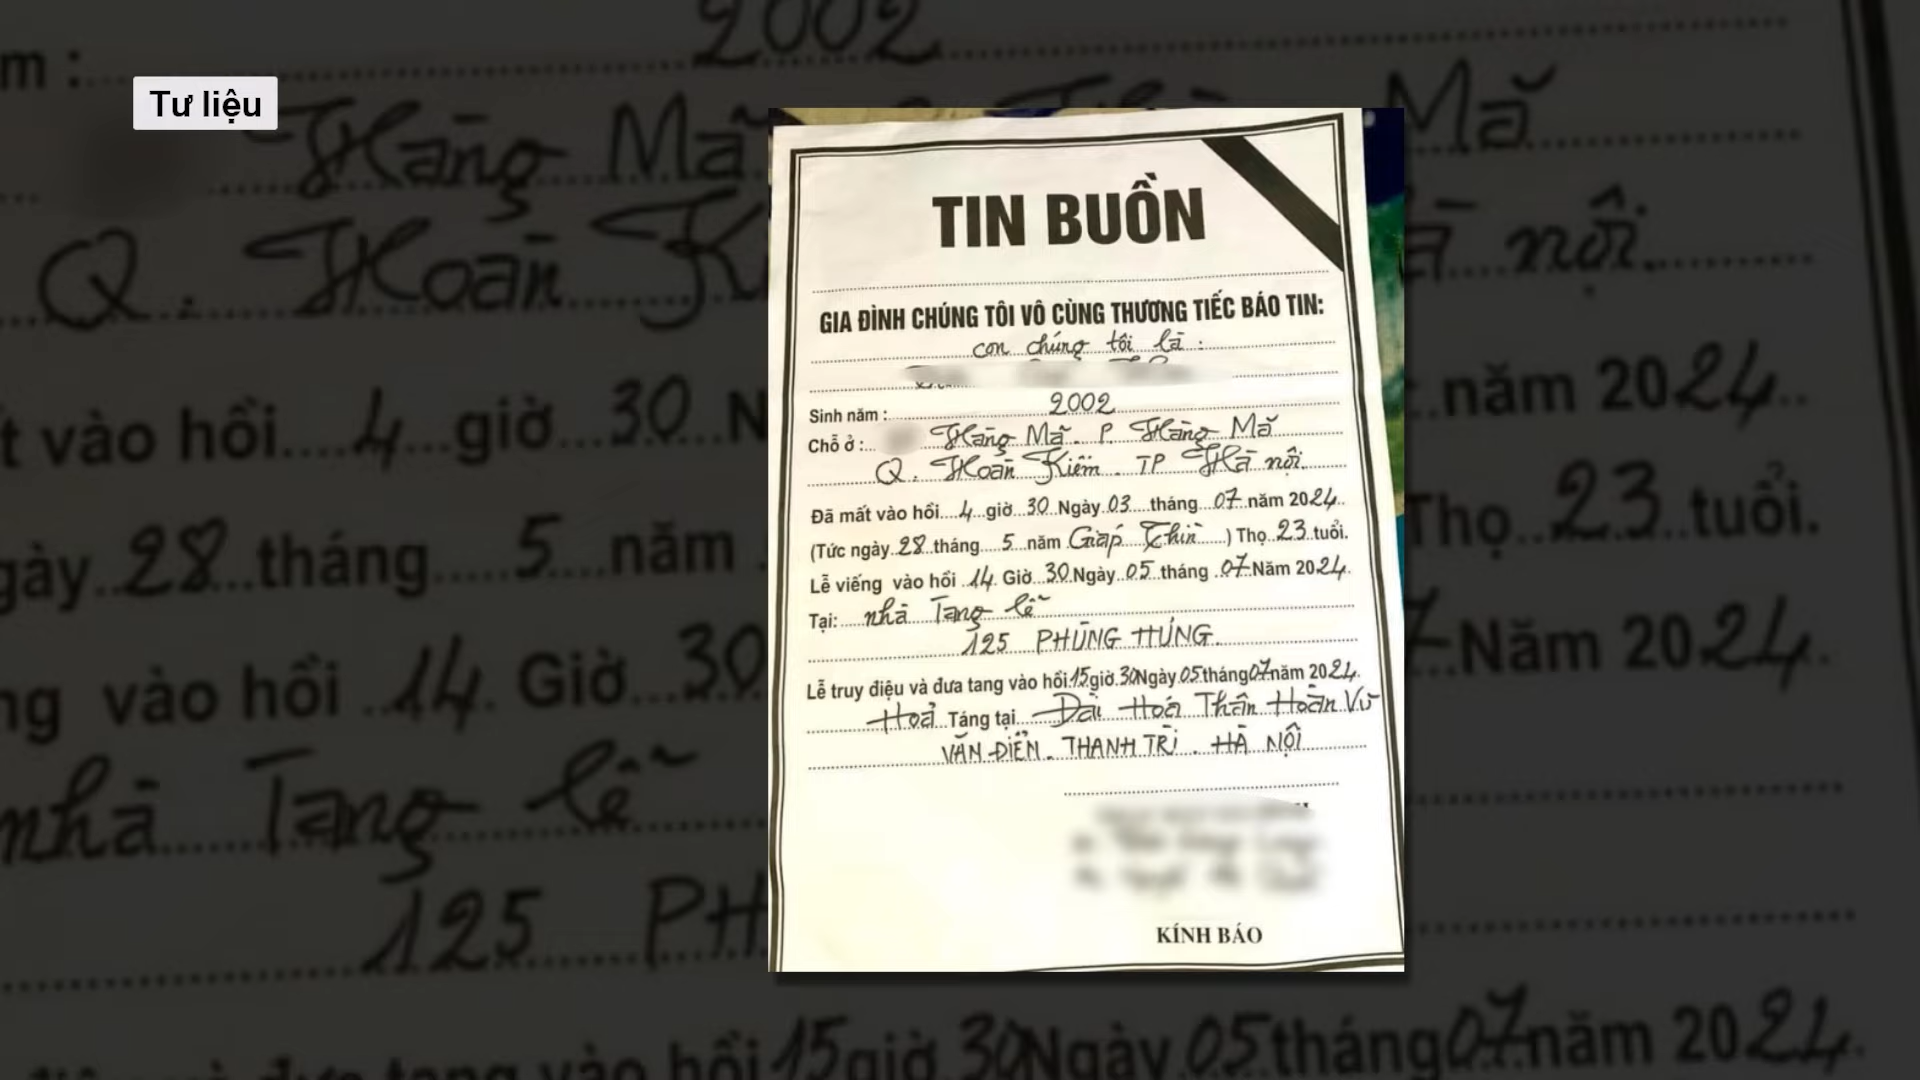 Tư liệu
TIN BUỒN
GIA ĐÌNH CHÚNG TÔI VÔ CÙNG THƯƠNG TIẾC BÁO TIN:
con chúng tôi là :
Sinh năm : 2002
Chỗ ở : Hàng Mã. P. Hàng Mã
Q. Hoàn Kiếm. TP Hà nội.
Đã mất vào hồi 4 giờ 30 Ngày 03 tháng 07 năm 2024
(Tức ngày 28 tháng 5 năm Giáp Thìn ) Thọ 23 tuổi.
Lễ viếng vào hồi 14 Giờ 30 Ngày 05 tháng 07 Năm 2024.
Tại: nhà Tang lễ
125 PHÙNG HƯNG.
Lễ truy điệu và đưa tang vào hồi 15 giờ 30 Ngày 05 tháng 07 năm 2024.
Hoả Táng tại Đài Hoá Thân Hoàn Vũ
VĂN ĐIỂN. THANH TRÌ. HÀ NỘI
KÍNH BÁO